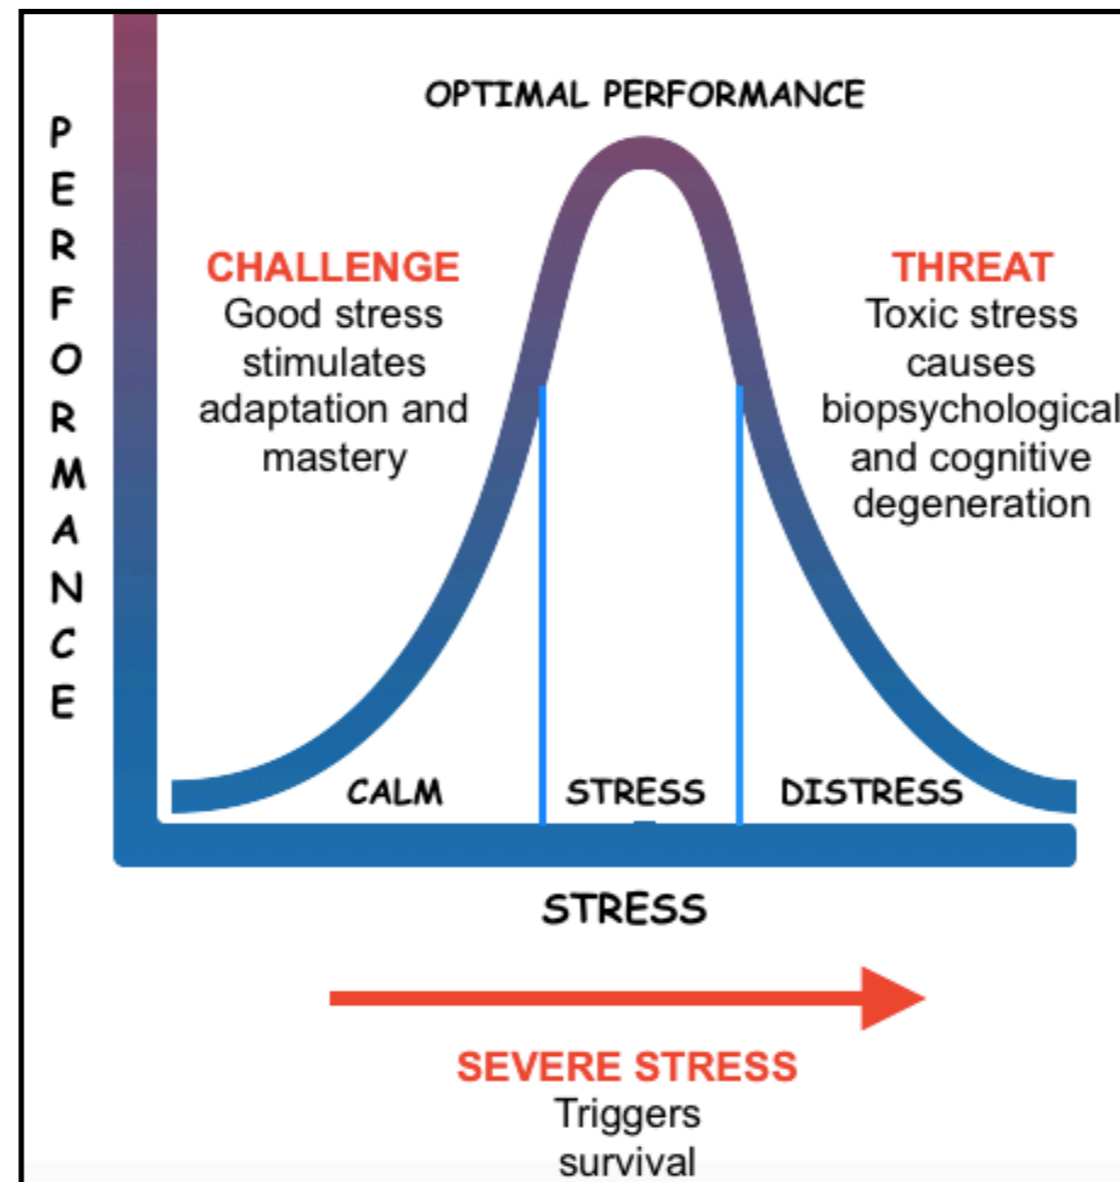 OPTIMAL PERFORMANCE
PERFORMANCE
CHALLENGE
Good stress
stimulates
adaptation and
mastery
THREAT
Toxic stress
causes
biopsychological
and cognitive
degeneration
CALM
STRESS
DISTRESS
STRESS
SEVERE STRESS
Triggers
survival